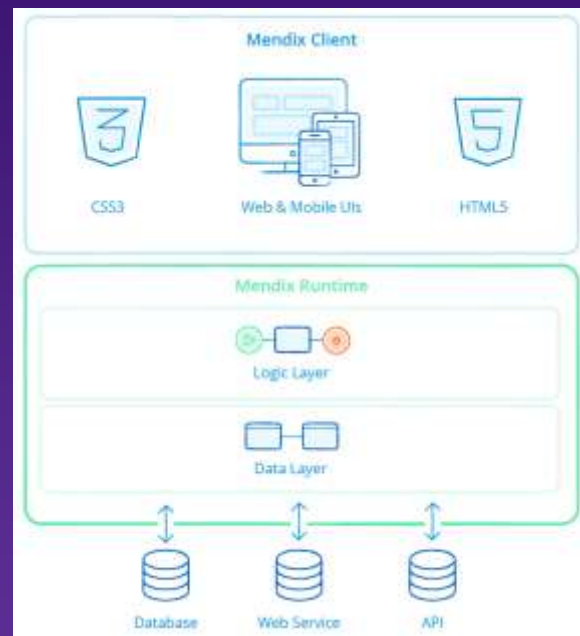 Mendix Client
CSS3
Web & Mobile UIs
HTML5
Mendix Runtime
Logic Layer
Data Layer
Database
Web Service
API